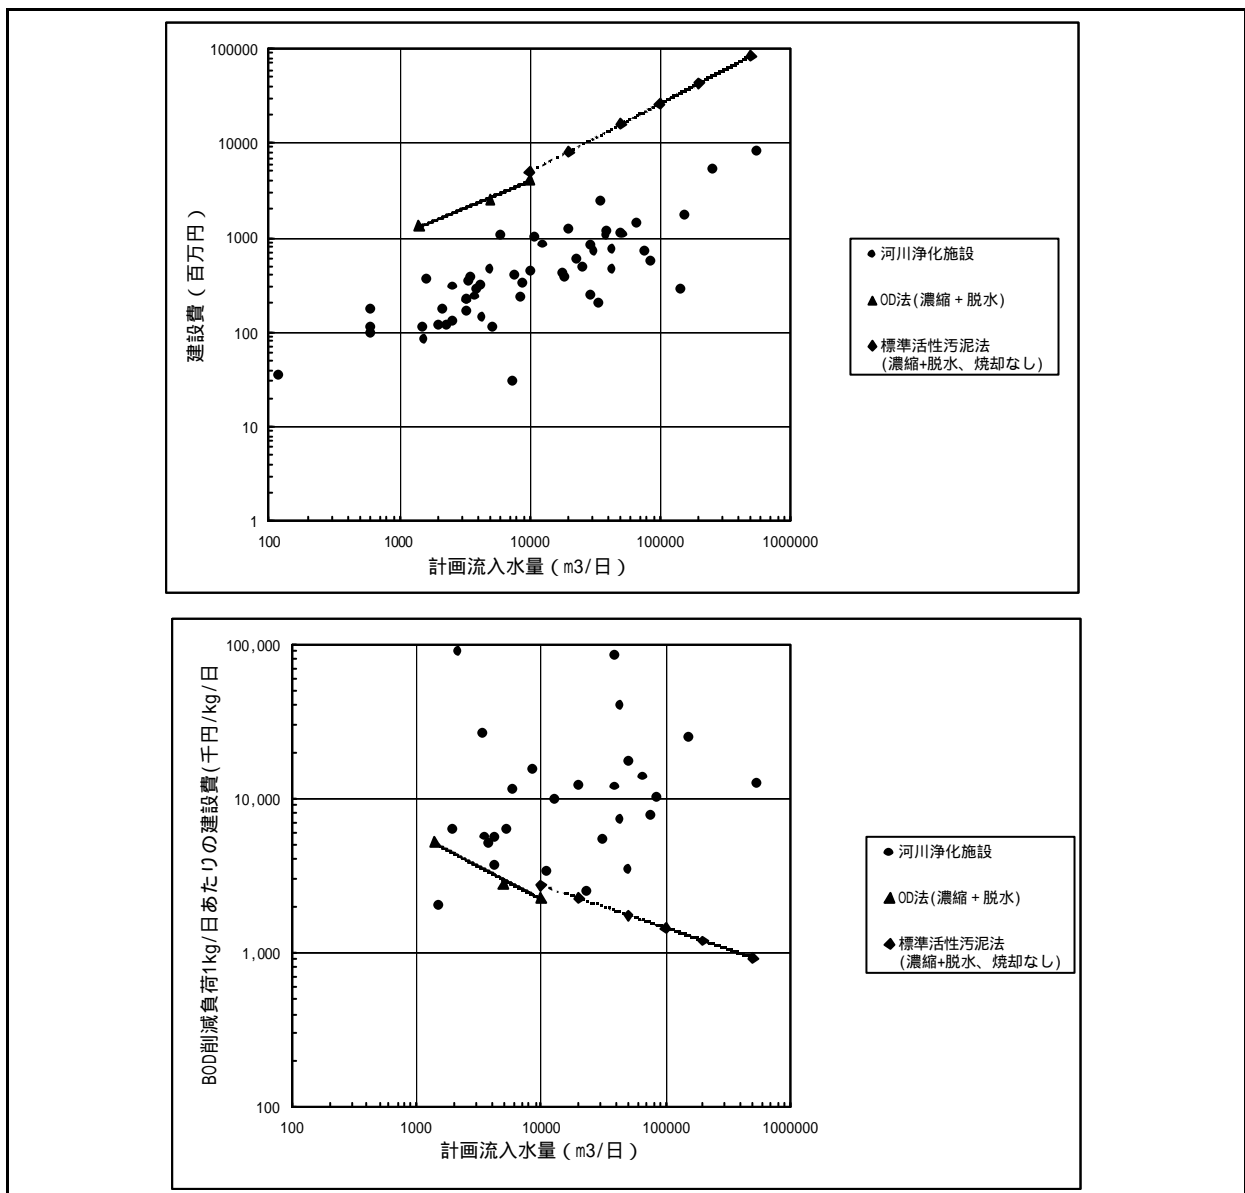 100000
10000
1000
100
10
1
建設費（百万円）
100 1000 10000 100000 1000000
計画流入水量（m3/日）
河川浄化施設
OD法(濃縮＋脱水)
標準活性汚泥法
(濃縮+脱水、焼却なし)
100,000
10,000
1,000
100
BOD削減負荷1kg/日あたりの建設費(千円/kg/日)
100 1000 10000 100000 1000000
計画流入水量（m3/日）
河川浄化施設
OD法(濃縮＋脱水)
標準活性汚泥法
(濃縮+脱水、焼却なし)